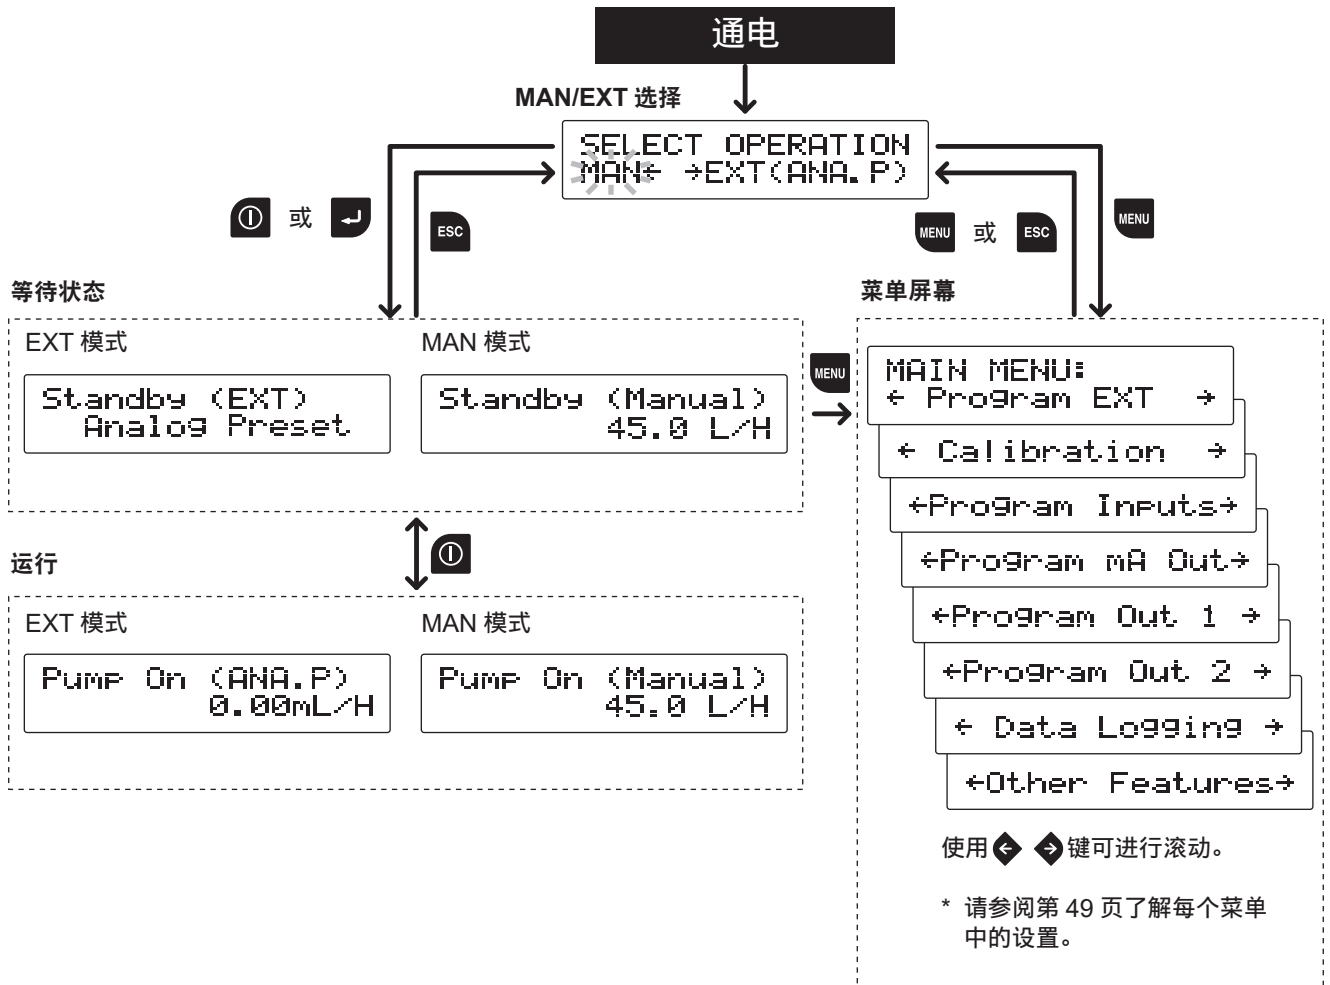 通电
MAN/EXT 选择
SELECT OPERATION
MAN← →EXT(ANA.P)
或
ESC
MENU 或 ESC
MENU
等待状态
EXT 模式
Standby (EXT)
Analog Preset
MAN 模式
Standby (Manual)
45.0 L/H
MENU
运行
EXT 模式
Pump On (ANA.P)
0.00mL/H
MAN 模式
Pump On (Manual)
45.0 L/H
菜单屏幕
MAIN MENU:
← Program EXT →
← Calibration →
←Program Inputs→
←Program mA Out→
←Program Out 1 →
←Program Out 2 →
← Data Logging →
←Other Features→
使用 ← → 键可进行滚动。
* 请参阅第 49 页了解每个菜单
中的设置。